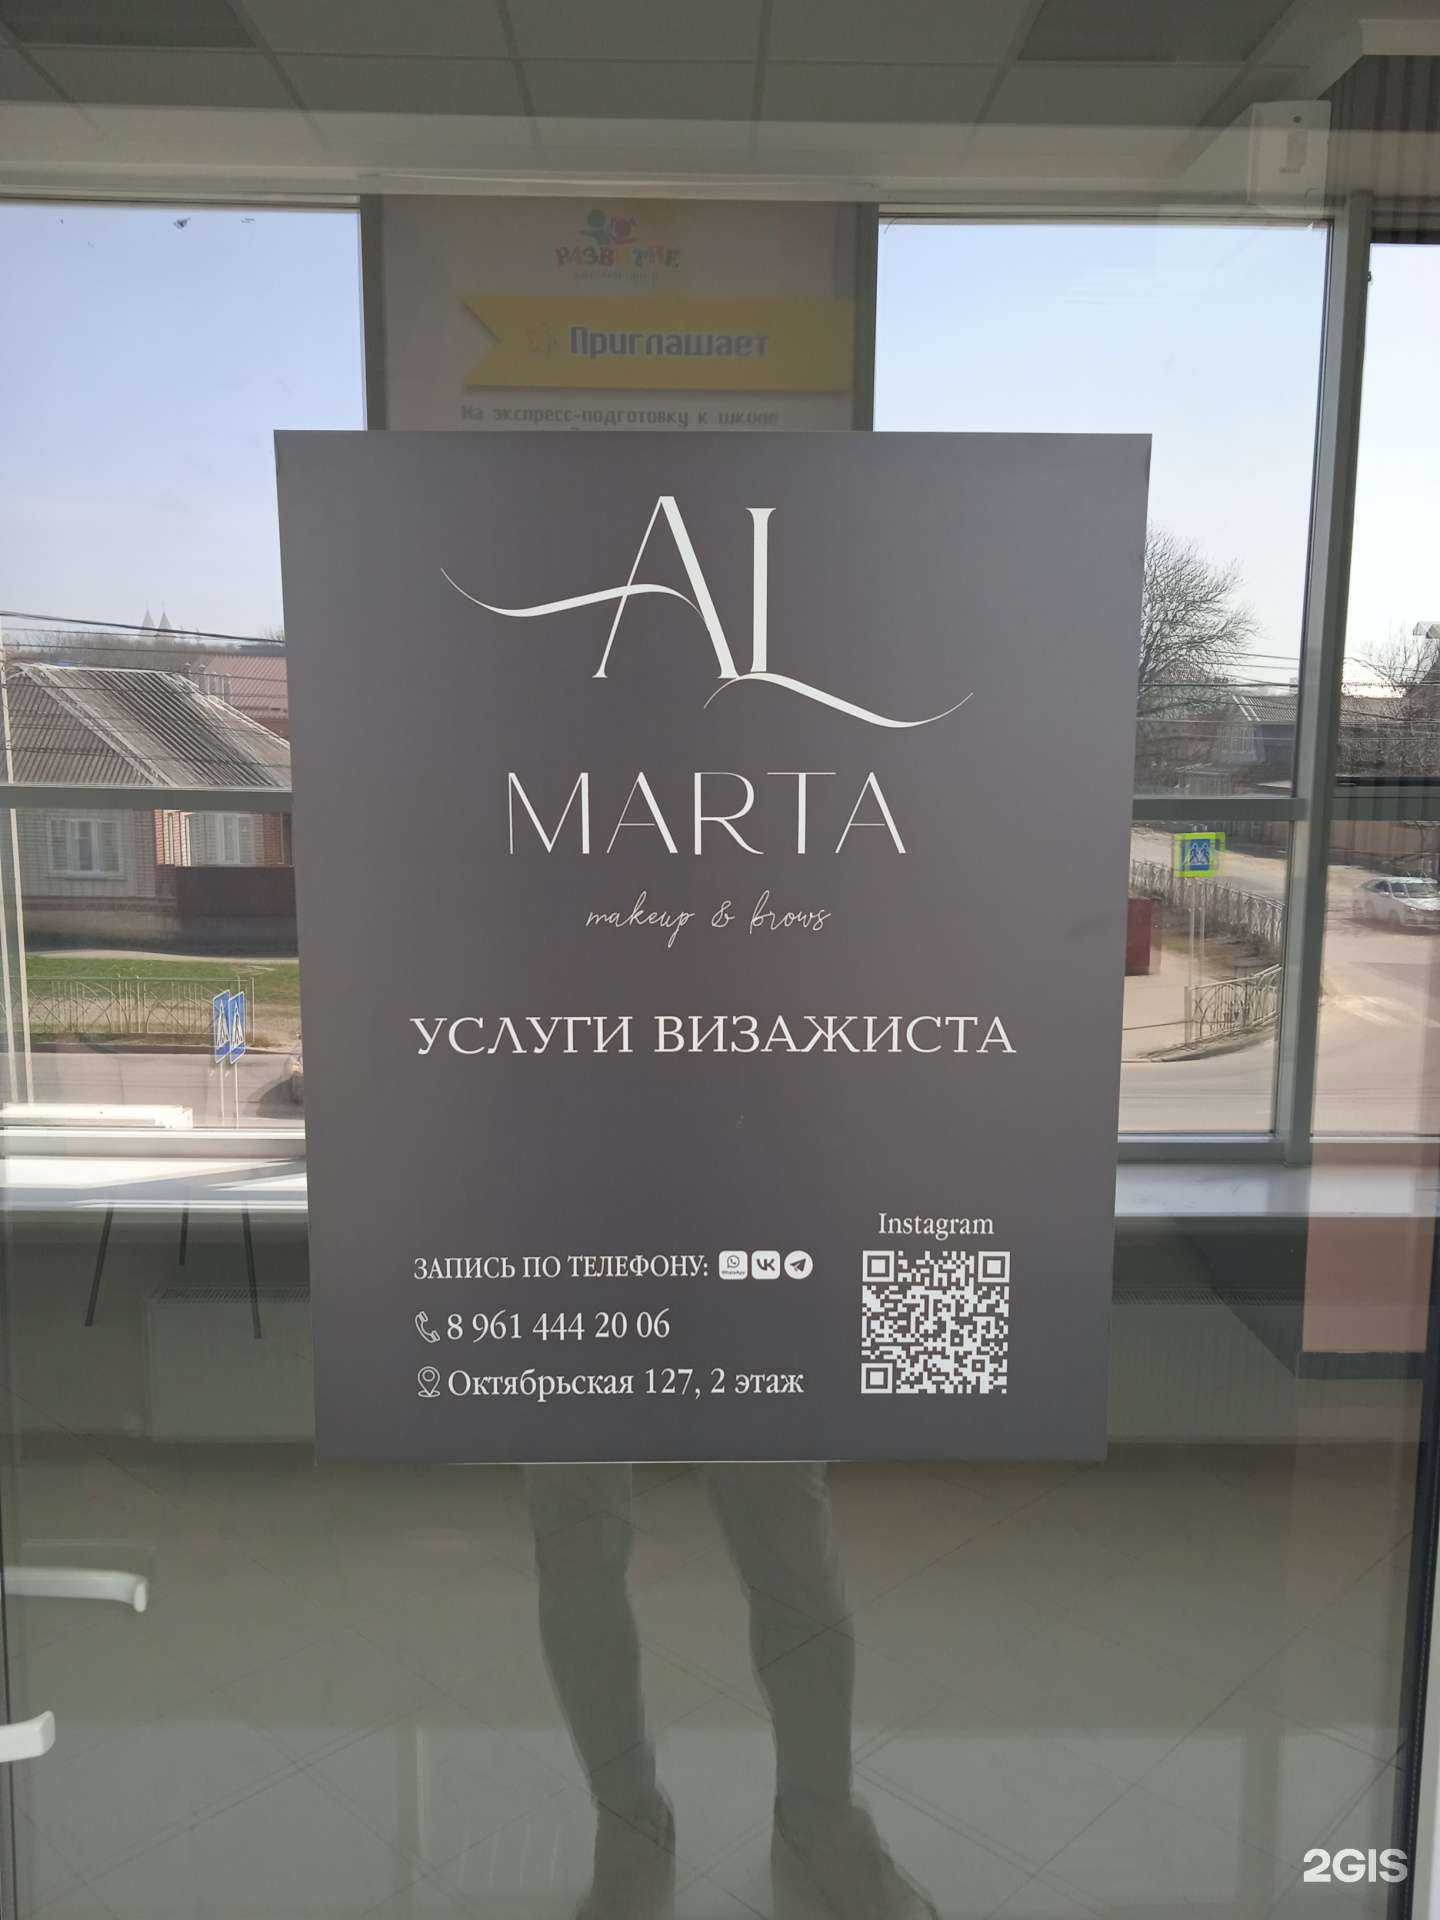 РАЗВИТИЕ
Приглашает
На экспресс-подготовку к школе
AL
MARTA
makeup & brows
УСЛУГИ ВИЗАЖИСТА
Instagram
ЗАПИСЬ ПО ТЕЛЕФОНУ:
8 961 444 20 06
Октябрьская 127, 2 этаж
2GIS